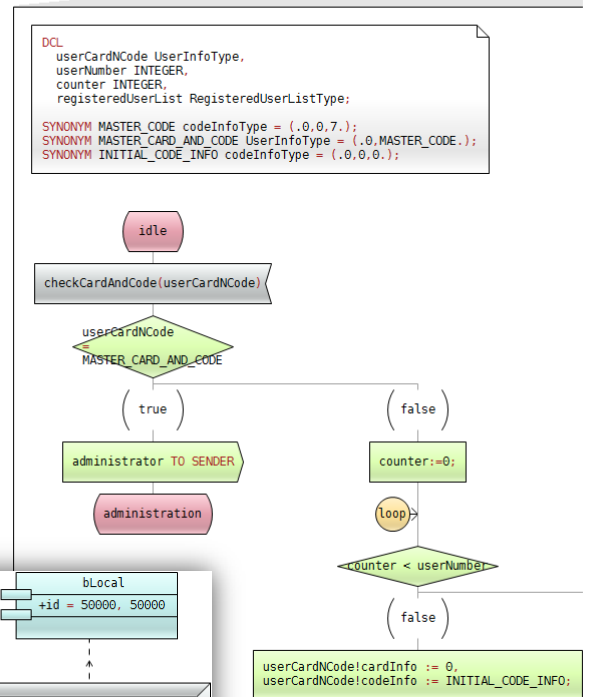 DCL
userCardNCode UserInfoType,
userNumber INTEGER,
counter INTEGER,
registeredUserList RegisteredUserListType;
SYNONYM MASTER_CODE codeInfoType = (.0,0,7.);
SYNONYM MASTER_CARD_AND_CODE UserInfoType = (.0,MASTER_CODE.);
SYNONYM INITIAL_CODE_INFO codeInfoType = (.0,0,0.);
idle
checkCardAndCode(userCardNCode)
userCardNCode
=
MASTER_CARD_AND_CODE
true
false
administrator TO SENDER
counter:=0;
administration
loop
counter < userNumber
false
bLocal
+id = 50000, 50000
userCardNCode!cardInfo := 0,
userCardNCode!codeInfo := INITIAL_CODE_INFO;